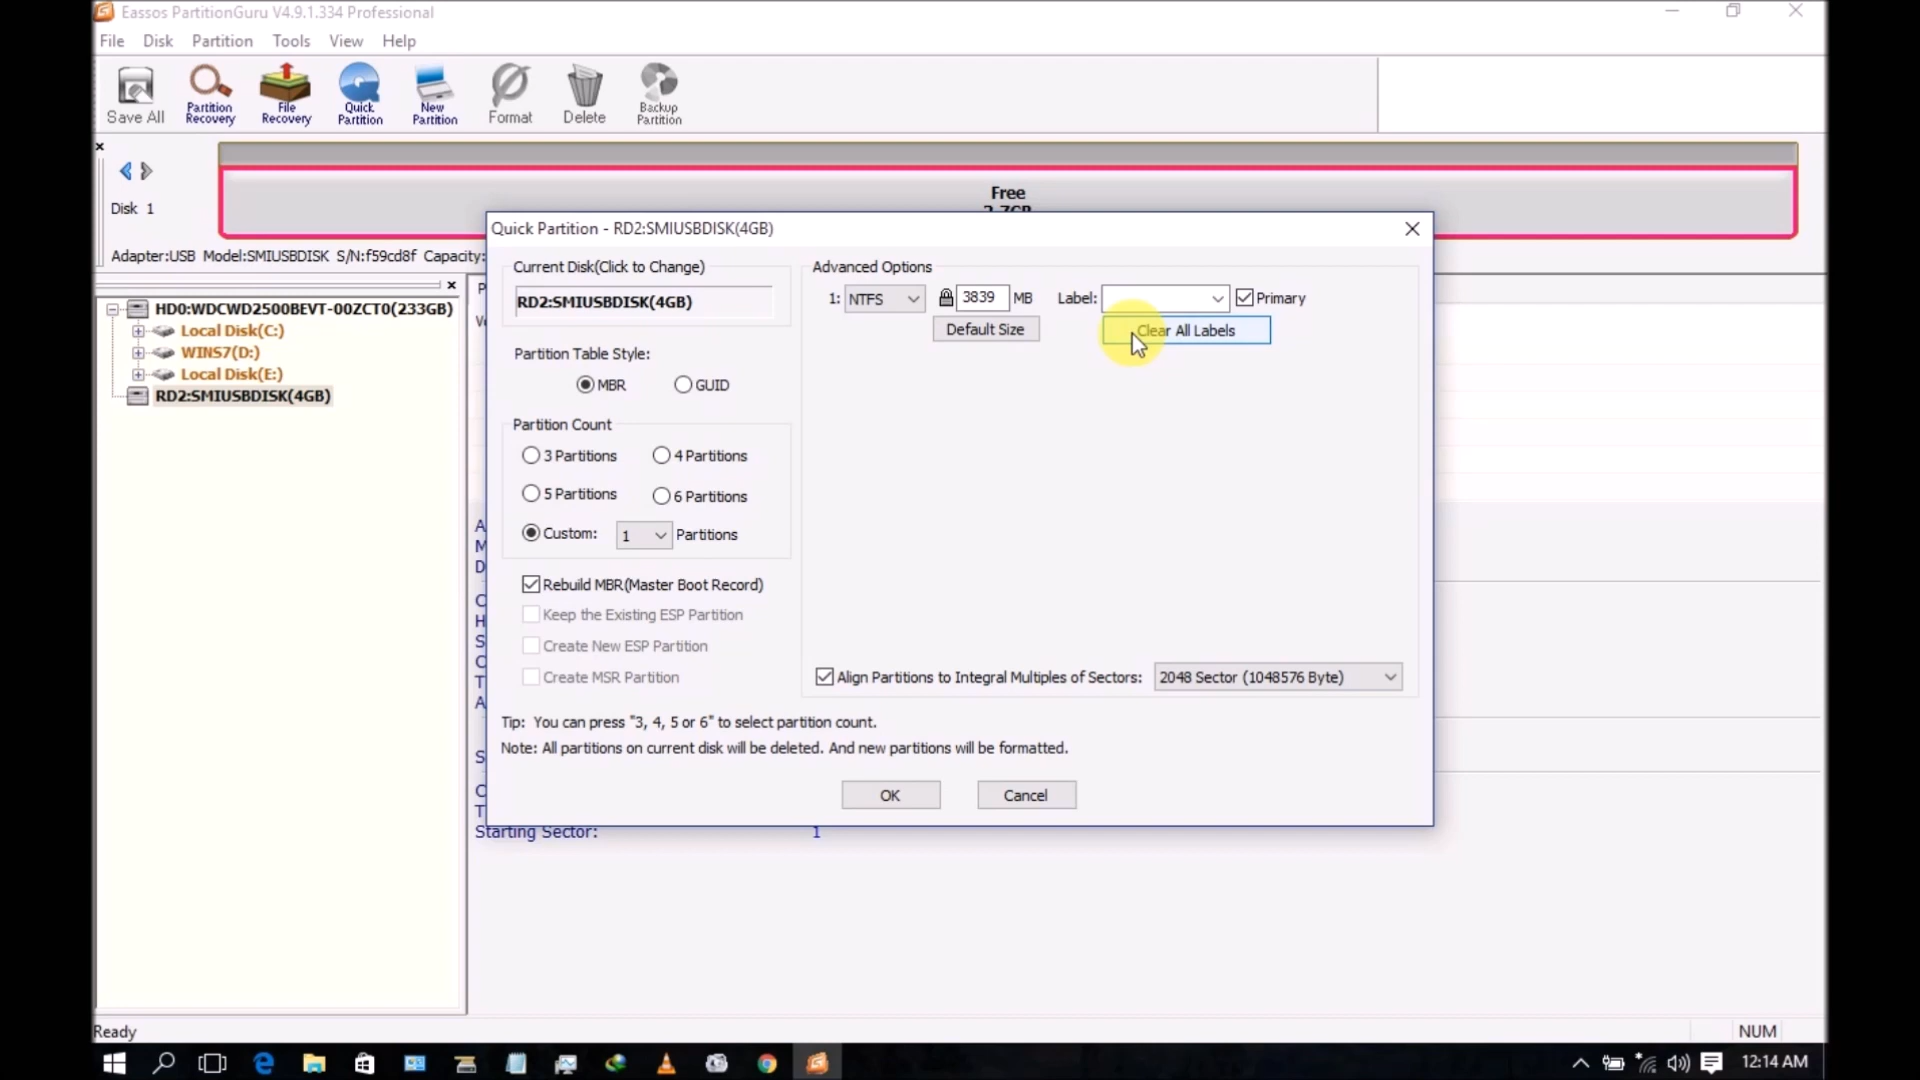 Eassos PartitionGuru V4.9.1.334 Professional
File Disk Partition Tools View Help
Save All
Partition Recovery
File Recovery
Quick Partition
New Partition
Format
Delete
Backup Partition
Free
Disk 1
Adapter:USB Model:SMIUSBDISK S/N:f59cd8f Capacity:
HD0:WDCWD2500BEVT-00ZCT0(233GB)
Local Disk(C:)
WINS7(D:)
Local Disk(E:)
RD2:SMIUSBDISK(4GB)
Quick Partition - RD2:SMIUSBDISK(4GB)
Current Disk(Click to Change)
RD2:SMIUSBDISK(4GB)
Partition Table Style:
MBR GUID
Partition Count
3 Partitions 4 Partitions
5 Partitions 6 Partitions
Custom: 1 Partitions
Rebuild MBR(Master Boot Record)
Keep the Existing ESP Partition
Create New ESP Partition
Create MSR Partition
Advanced Options
1: NTFS 3839 MB Label: Primary
Default Size Clear All Labels
Align Partitions to Integral Multiples of Sectors: 2048 Sector (1048576 Byte)
Tip: You can press "3, 4, 5 or 6" to select partition count.
Note: All partitions on current disk will be deleted. And new partitions will be formatted.
OK Cancel
Starting Sector: 1
Ready NUM
12:14 AM